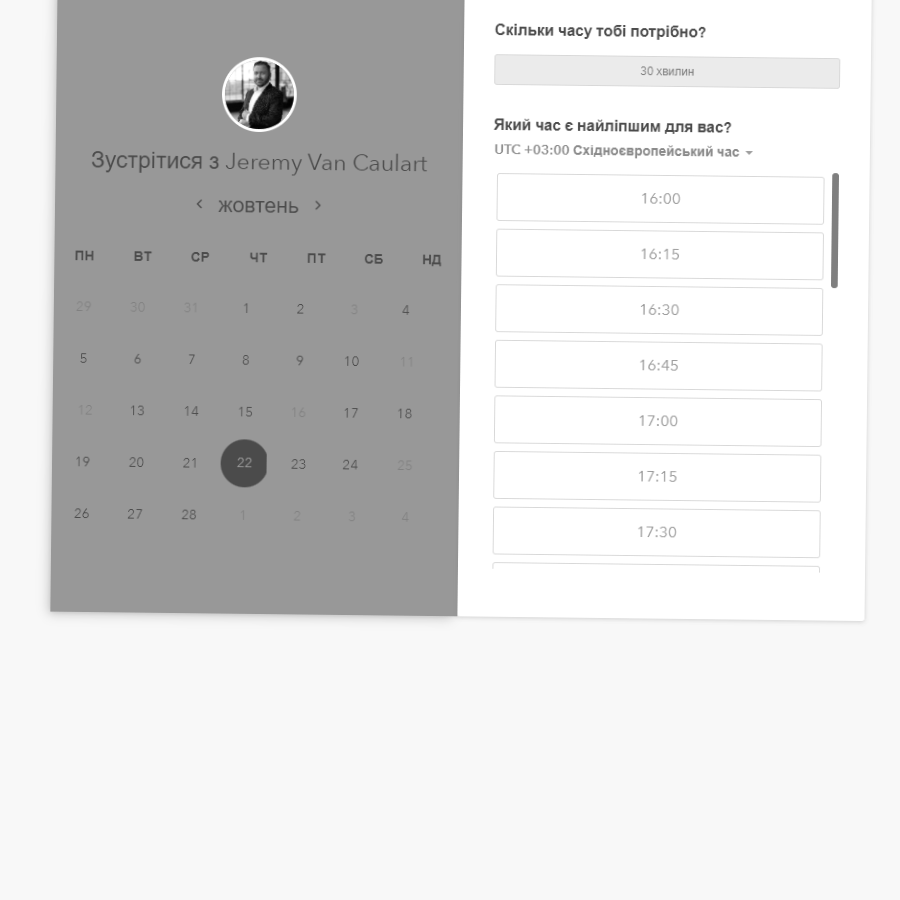 Зустрітися з Jeremy Van Caulart
жовтень
ПН ВТ СР ЧТ ПТ СБ НД
29 30 31 1 2 3 4
5 6 7 8 9 10 11
12 13 14 15 16 17 18
19 20 21 22 23 24 25
26 27 28 1 2 3 4
Скільки часу тобі потрібно?
30 хвилин
Який час є найліпшим для вас?
UTC +03:00 Східноєвропейський час
16:00
16:15
16:30
16:45
17:00
17:15
17:30